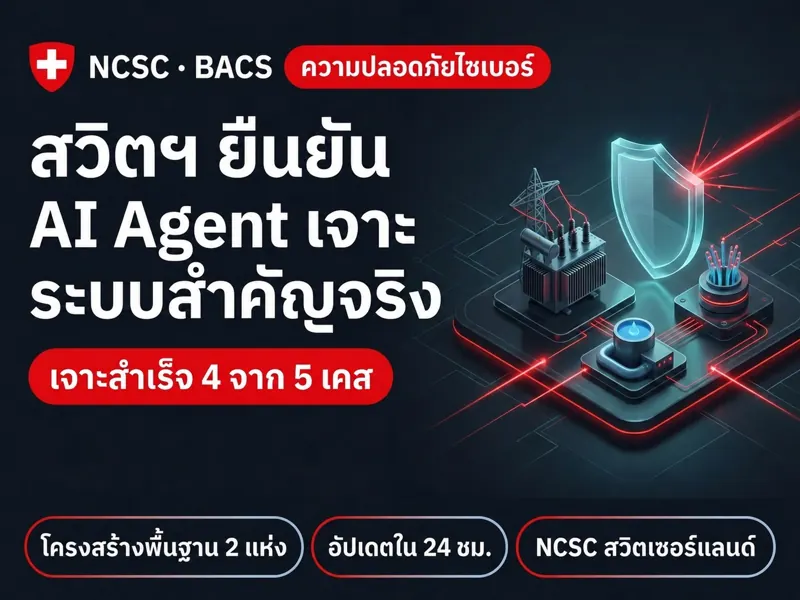 NCSC · BACS ความปลอดภัยไซเบอร์
สวิตฯ ยืนยัน
AI Agent เจาะ
ระบบสำคัญจริง
เจาะสำเร็จ 4 จาก 5 เคส
โครงสร้างพื้นฐาน 2 แห่ง
อัปเดตใน 24 ชม.
NCSC สวิตเซอร์แลนด์